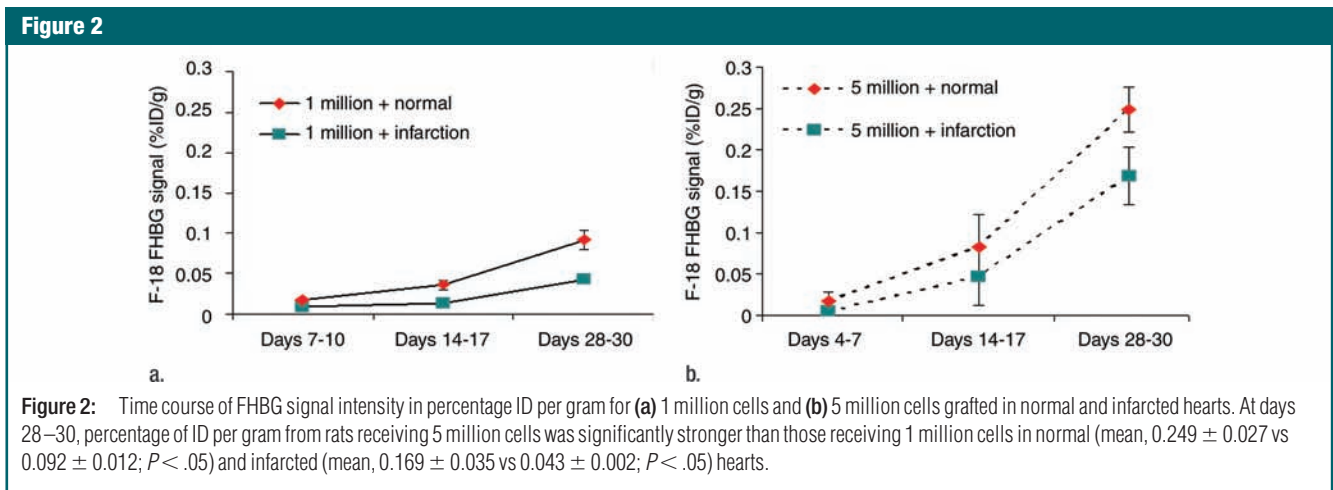 Figure 2
0.3
0.25
0.2
0.15
0.1
0.05
0
F-18 FHBG signal (%ID/g)
1 million + normal
1 million + infarction
Days 7-10 Days 14-17 Days 28-30
a.
0.3
0.25
0.2
0.15
0.1
0.05
0
F-18 FHBG signal (%ID/g)
5 million + normal
5 million + infarction
Days 4-7 Days 14-17 Days 28-30
b.
Figure 2: Time course of FHBG signal intensity in percentage ID per gram for (a) 1 million cells and (b) 5 million cells grafted in normal and infarcted hearts. At days
28–30, percentage of ID per gram from rats receiving 5 million cells was significantly stronger than those receiving 1 million cells in normal (mean, 0.249 ± 0.027 vs
0.092 ± 0.012; P < .05) and infarcted (mean, 0.169 ± 0.035 vs 0.043 ± 0.002; P < .05) hearts.